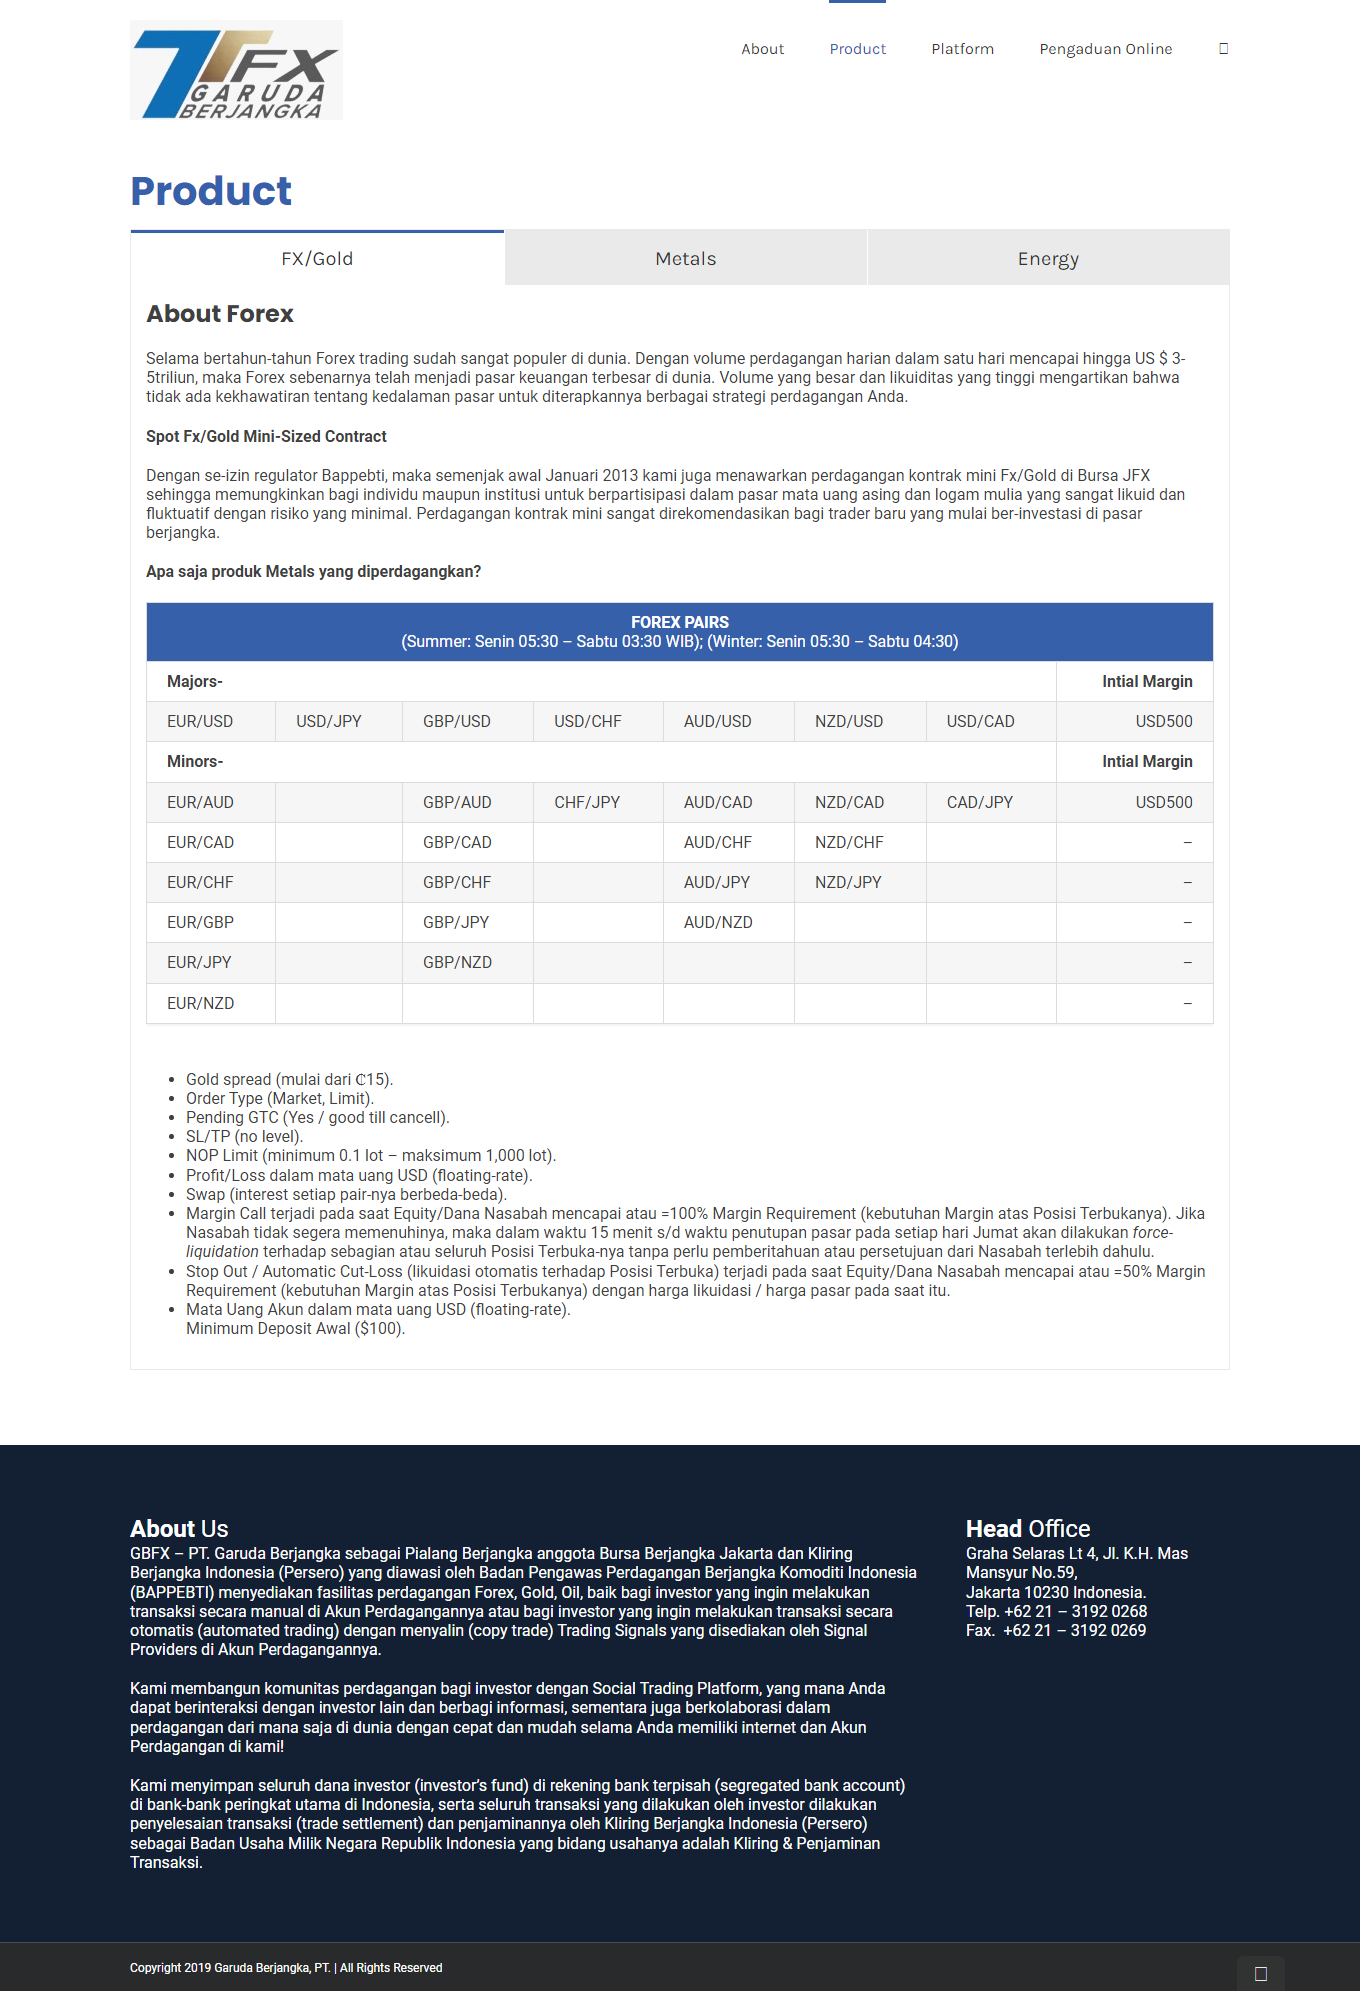 FX
GARUDA
BERJANGKA
About
Product
Platform
Pengaduan Online
Product
FX/Gold
Metals
Energy
About Forex
Selama bertahun-tahun Forex trading sudah sangat populer di dunia. Dengan volume perdagangan harian dalam satu hari mencapai hingga US $ 3-
5triliun, maka Forex sebenarnya telah menjadi pasar keuangan terbesar di dunia. Volume yang besar dan likuiditas yang tinggi mengartikan bahwa
tidak ada kekhawatiran tentang kedalaman pasar untuk diterapkannya berbagai strategi perdagangan Anda.
Spot Fx/Gold Mini-Sized Contract
Dengan se-izin regulator Bappebti, maka semenjak awal Januari 2013 kami juga menawarkan perdagangan kontrak mini Fx/Gold di Bursa JFX
sehingga memungkinkan bagi individu maupun institusi untuk berpartisipasi dalam pasar mata uang asing dan logam mulia yang sangat likuid dan
fluktuatif dengan risiko yang minimal. Perdagangan kontrak mini sangat direkomendasikan bagi trader baru yang mulai ber-investasi di pasar
berjangka.
Apa saja produk Metals yang diperdagangkan?
FOREX PAIRS
(Summer: Senin 05:30 – Sabtu 03:30 WIB); (Winter: Senin 05:30 – Sabtu 04:30)
Majors- Intial Margin
EUR/USD USD/JPY GBP/USD USD/CHF AUD/USD NZD/USD USD/CAD USD500
Minors- Intial Margin
EUR/AUD GBP/AUD CHF/JPY AUD/CAD NZD/CAD CAD/JPY USD500
EUR/CAD GBP/CAD AUD/CHF NZD/CHF –
EUR/CHF GBP/CHF AUD/JPY NZD/JPY –
EUR/GBP GBP/JPY AUD/NZD –
EUR/JPY GBP/NZD –
EUR/NZD –
• Gold spread (mulai dari ₵15).
• Order Type (Market, Limit).
• Pending GTC (Yes / good till cancell).
• SL/TP (no level).
• NOP Limit (minimum 0.1 lot – maksimum 1,000 lot).
• Profit/Loss dalam mata uang USD (floating-rate).
• Swap (interest setiap pair-nya berbeda-beda).
• Margin Call terjadi pada saat Equity/Dana Nasabah mencapai atau =100% Margin Requirement (kebutuhan Margin atas Posisi Terbukanya). Jika
Nasabah tidak segera memenuhinya, maka dalam waktu 15 menit s/d waktu penutupan pasar pada setiap hari Jumat akan dilakukan force-
liquidation terhadap sebagian atau seluruh Posisi Terbuka-nya tanpa perlu pemberitahuan atau persetujuan dari Nasabah terlebih dahulu.
• Stop Out / Automatic Cut-Loss (likuidasi otomatis terhadap Posisi Terbuka) terjadi pada saat Equity/Dana Nasabah mencapai atau =50% Margin
Requirement (kebutuhan Margin atas Posisi Terbukanya) dengan harga likuidasi / harga pasar pada saat itu.
• Mata Uang Akun dalam mata uang USD (floating-rate).
Minimum Deposit Awal ($100).
About Us
GBFX – PT. Garuda Berjangka sebagai Pialang Berjangka anggota Bursa Berjangka Jakarta dan Kliring
Berjangka Indonesia (Persero) yang diawasi oleh Badan Pengawas Perdagangan Berjangka Komoditi Indonesia
(BAPPEBTI) menyediakan fasilitas perdagangan Forex, Gold, Oil, baik bagi investor yang ingin melakukan
transaksi secara manual di Akun Perdagangannya atau bagi investor yang ingin melakukan transaksi secara
otomatis (automated trading) dengan menyalin (copy trade) Trading Signals yang disediakan oleh Signal
Providers di Akun Perdagangannya.
Kami membangun komunitas perdagangan bagi investor dengan Social Trading Platform, yang mana Anda
dapat berinteraksi dengan investor lain dan berbagi informasi, sementara juga berkolaborasi dalam
perdagangan dari mana saja di dunia dengan cepat dan mudah selama Anda memiliki internet dan Akun
Perdagangan di kami!
Kami menyimpan seluruh dana investor (investor’s fund) di rekening bank terpisah (segregated bank account)
di bank-bank peringkat utama di Indonesia, serta seluruh transaksi yang dilakukan oleh investor dilakukan
penyelesaian transaksi (trade settlement) dan penjaminannya oleh Kliring Berjangka Indonesia (Persero)
sebagai Badan Usaha Milik Negara Republik Indonesia yang bidang usahanya adalah Kliring & Penjaminan
Transaksi.
Head Office
Graha Selaras Lt 4, Jl. K.H. Mas
Mansyur No.59,
Jakarta 10230 Indonesia.
Telp. +62 21 – 3192 0268
Fax. +62 21 – 3192 0269
Copyright 2019 Garuda Berjangka, PT. | All Rights Reserved